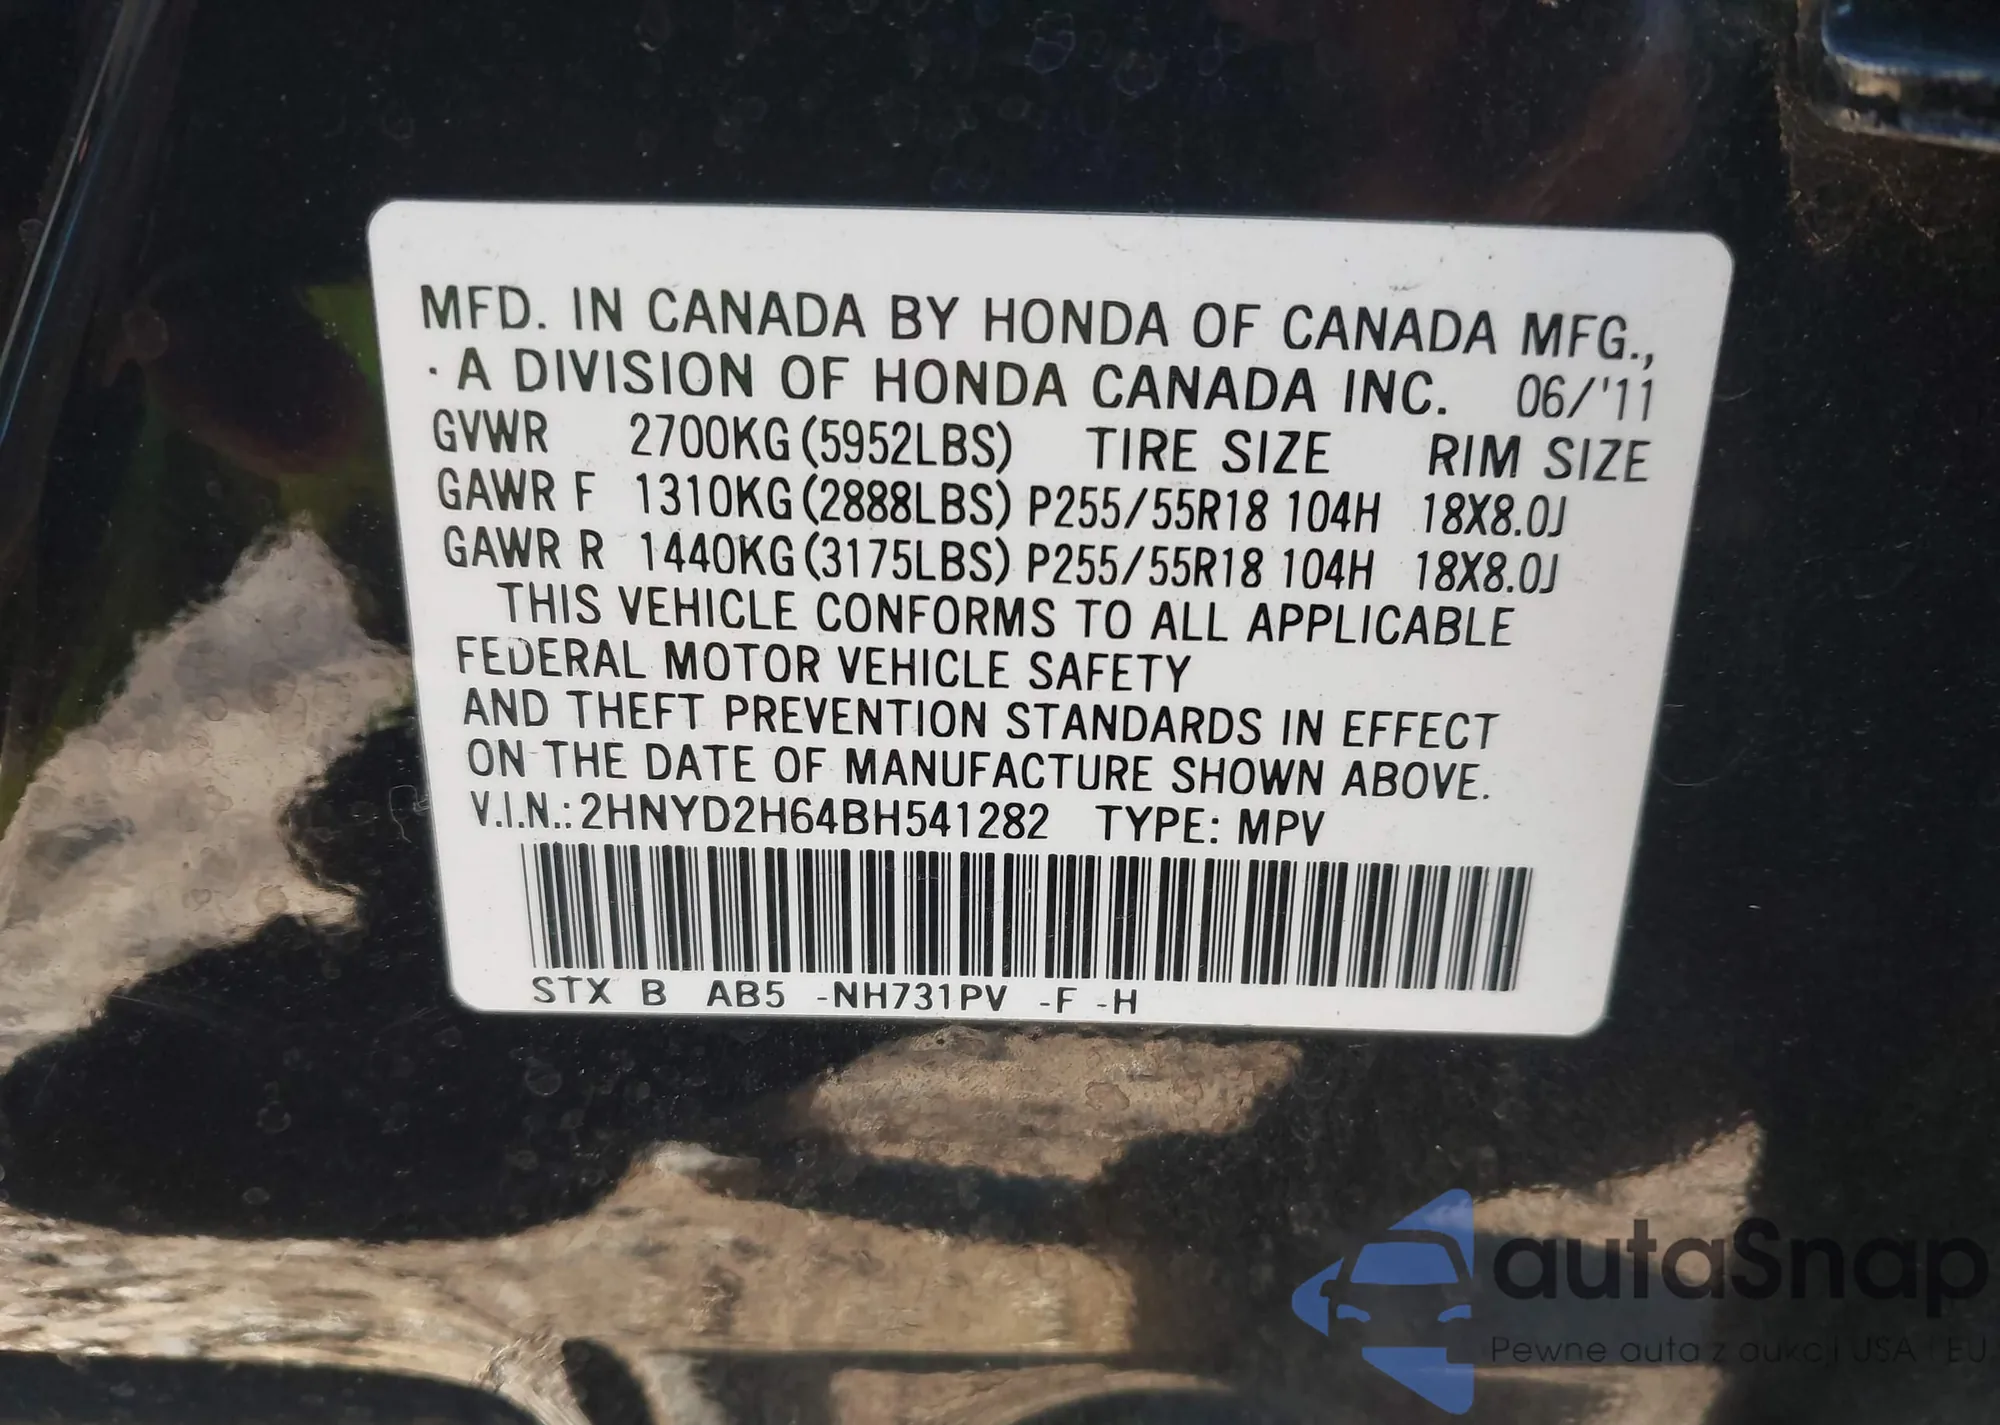 MFD. IN CANADA BY HONDA OF CANADA MFG.,
· A DIVISION OF HONDA CANADA INC. 06/'11
GVWR 2700KG (5952LBS) TIRE SIZE RIM SIZE
GAWR F 1310KG (2888LBS) P255/55R18 104H 18X8.0J
GAWR R 1440KG (3175LBS) P255/55R18 104H 18X8.0J
THIS VEHICLE CONFORMS TO ALL APPLICABLE
FEDERAL MOTOR VEHICLE SAFETY
AND THEFT PREVENTION STANDARDS IN EFFECT
ON THE DATE OF MANUFACTURE SHOWN ABOVE.
V.I.N.: 2HNYD2H64BH541282 TYPE: MPV
STX B AB5 -NH731PV -F -H
autaSnap
Pewne auta z aukcji USA i EU